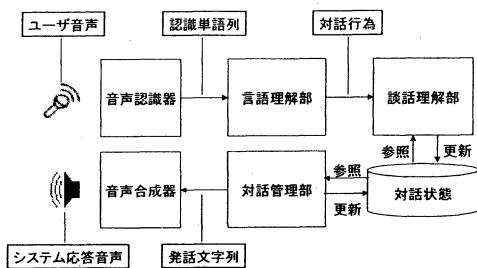 ユーザ音声
認識単語列
対話行為
音声認識器
言語理解部
談話理解部
参照
更新
音声合成器
対話管理部
参照
更新
対話状態
システム応答音声
発話文字列